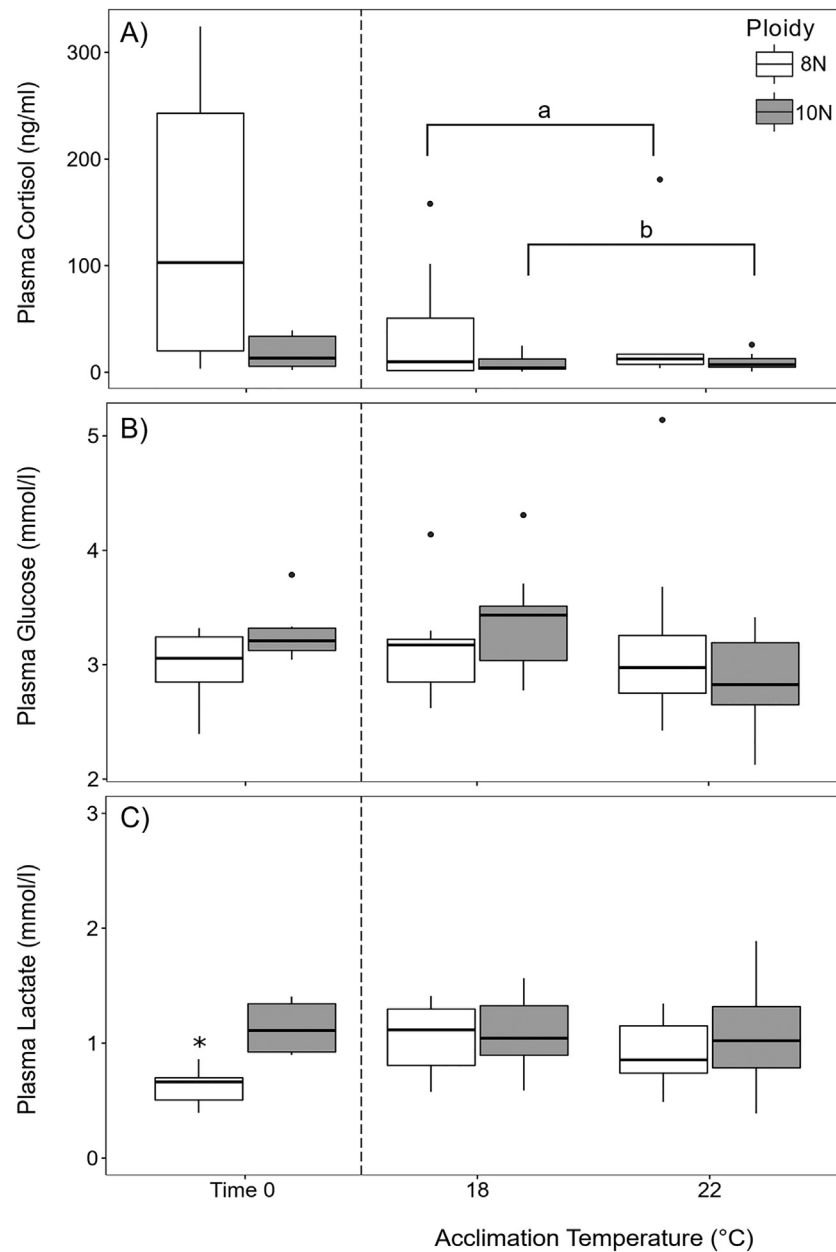 A)
Ploidy
8N
10N
Plasma Cortisol (ng/ml)
300
200
100
0
a
b
B)
Plasma Glucose (mmol/l)
5
4
3
2
C)
Plasma Lactate (mmol/l)
3
2
1
0
*
Time 0
18
22
Acclimation Temperature (°C)